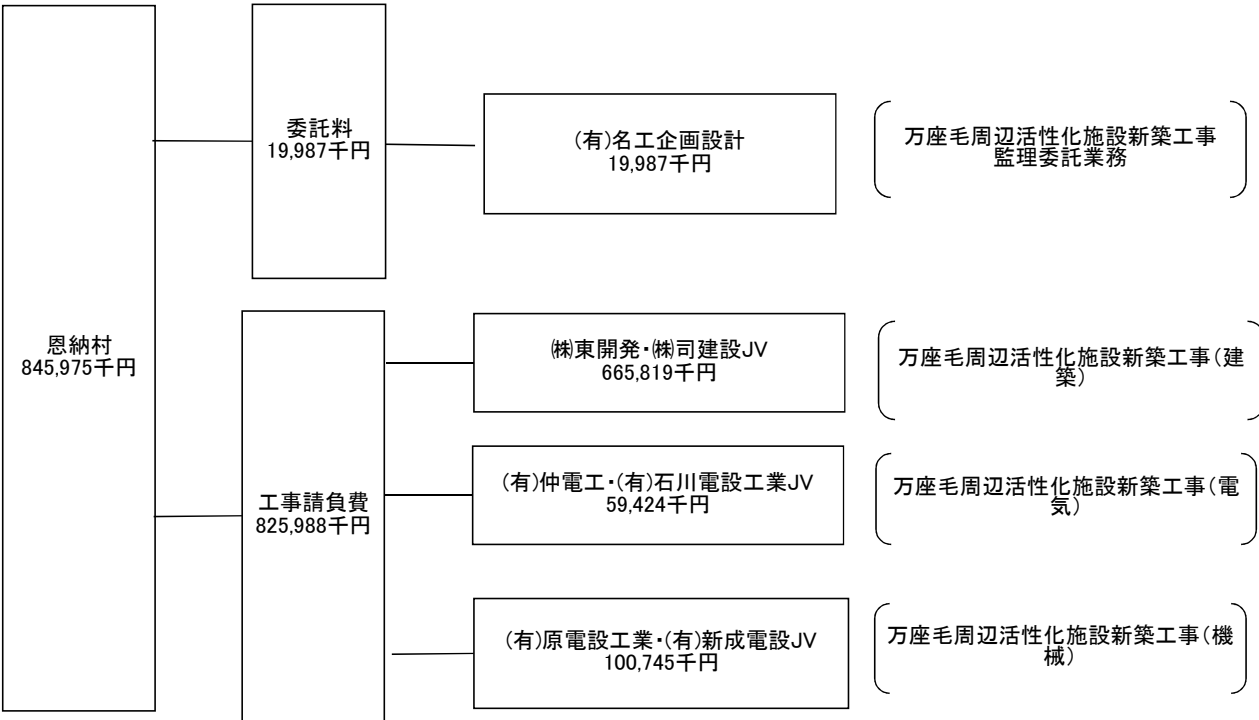 恩納村
845,975千円
委託料
19,987千円
(有)名工企画設計
19,987千円
万座毛周辺活性化施設新築工事
監理委託業務
工事請負費
825,988千円
㈱東開発・㈱司建設JV
665,819千円
万座毛周辺活性化施設新築工事(建
築)
(有)仲電工・(有)石川電設工業JV
59,424千円
万座毛周辺活性化施設新築工事(電
気)
(有)原電設工業・(有)新成電設JV
100,745千円
万座毛周辺活性化施設新築工事(機
械)